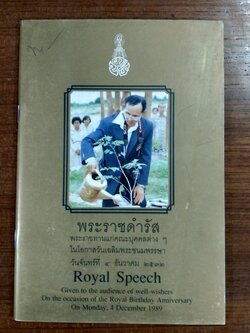 พระราชดำรัส
พระราชทานแก่คณะบุคคลต่าง ๆ
ในโอกาสวันเฉลิมพระชนมพรรษา
วันจันทร์ที่ ๔ ธันวาคม ๒๕๓๒
Royal Speech
Given to the audience of well-wishers
On the occasion of the Royal Birthday Anniversary
On Monday, 4 December 1989